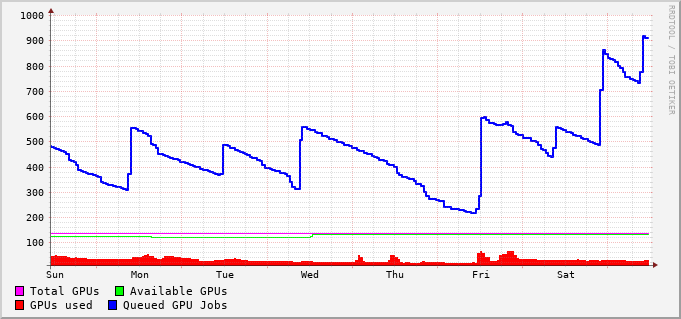 1000
900
800
700
600
500
400
300
200
100
Sun Mon Tue Wed Thu Fri Sat
Total GPUs Available GPUs
GPUs used Queued GPU Jobs
RRDTOOL / TOBI OETIKER